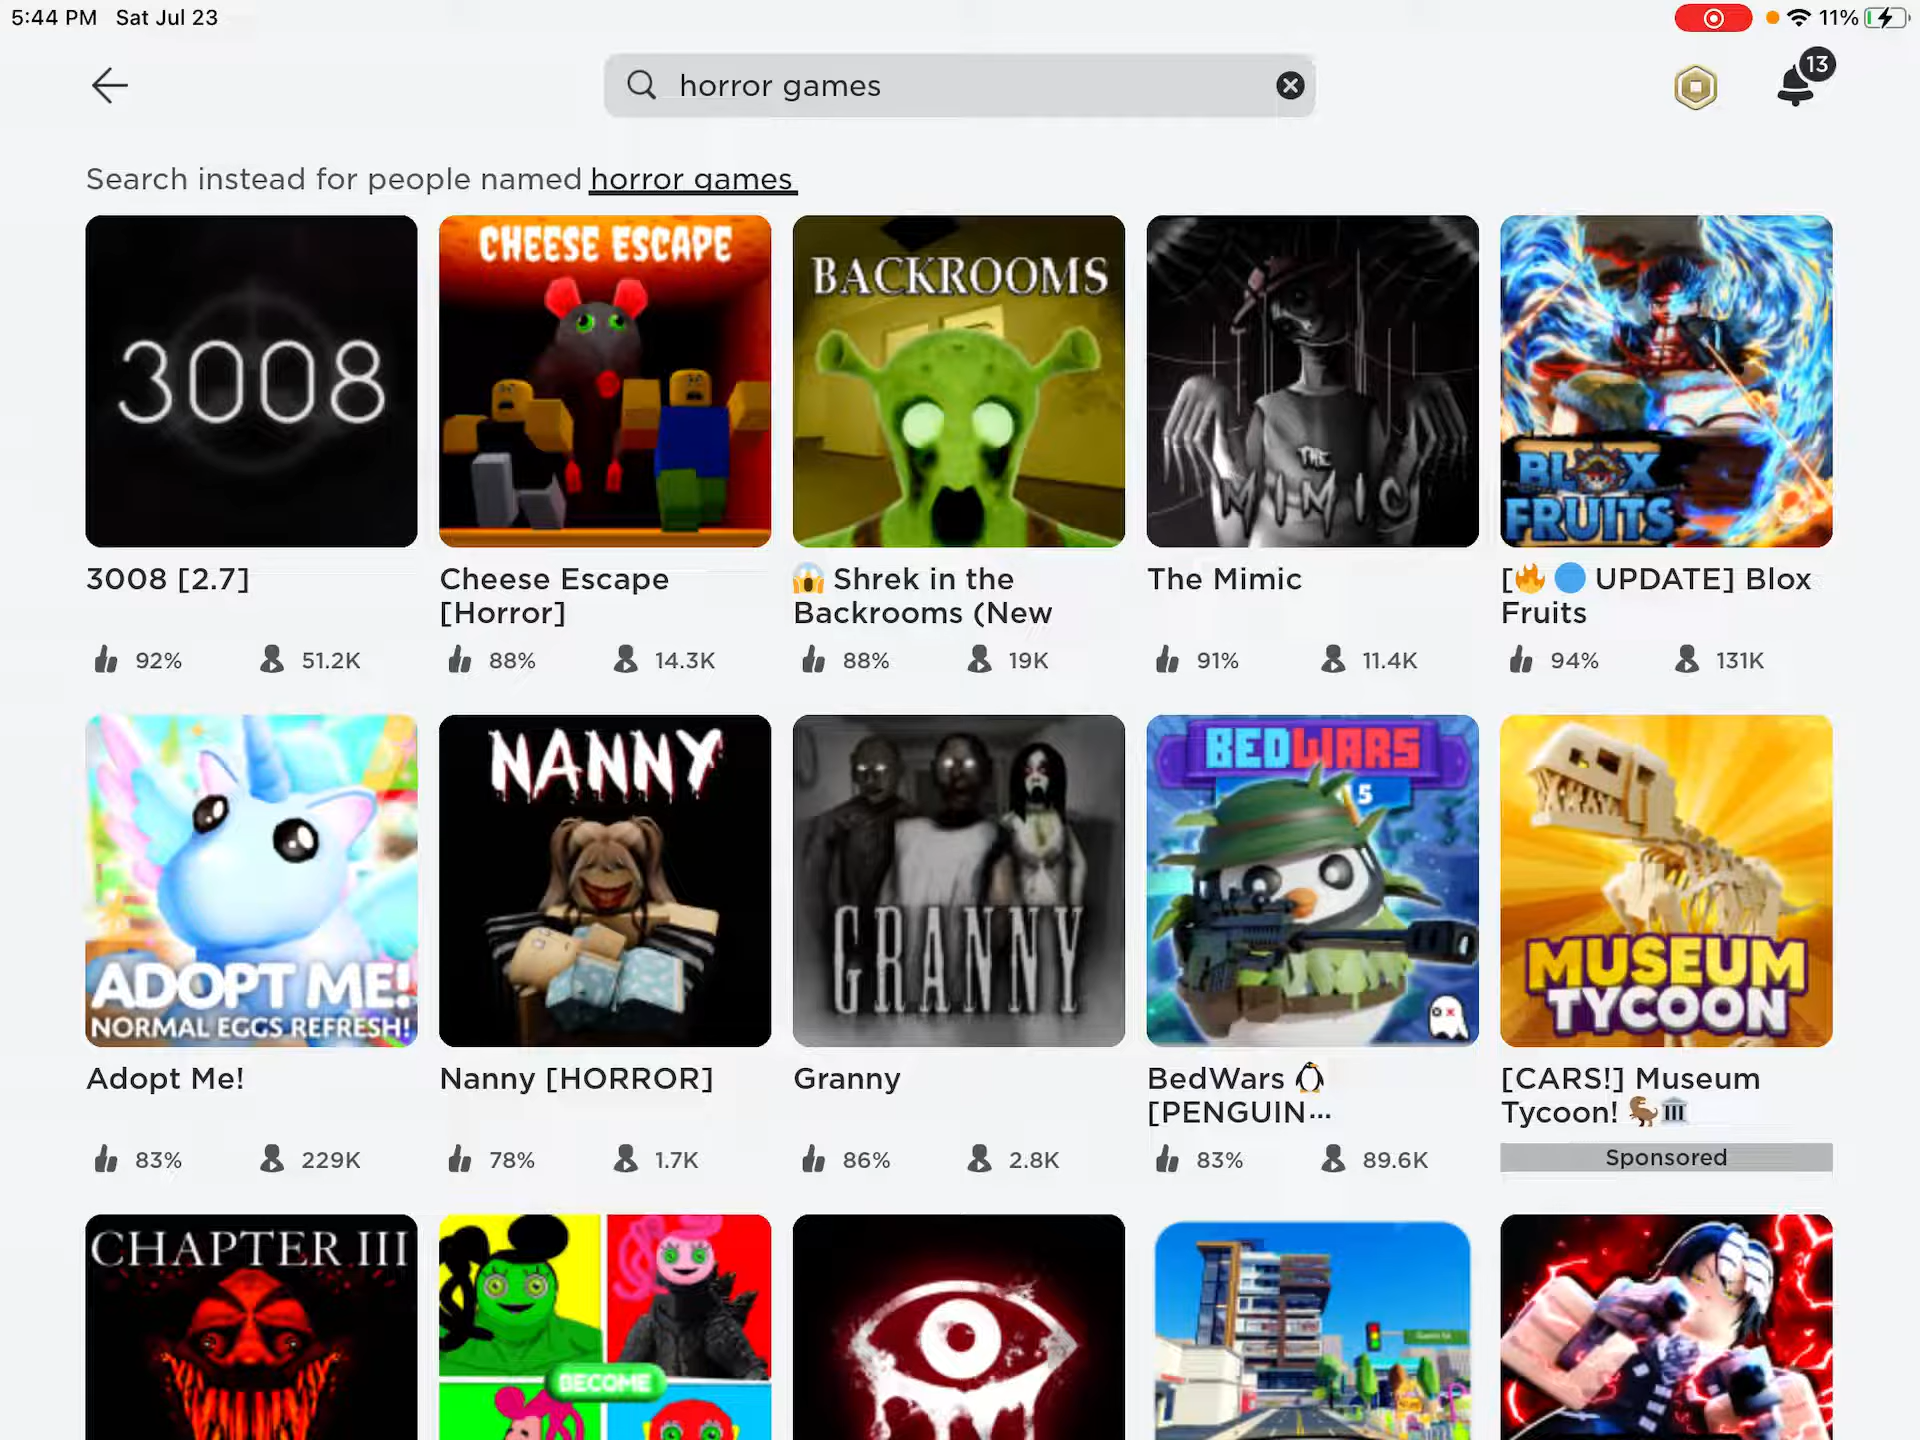 5:44 PM Sat Jul 23
11%
horror games
13
Search instead for people named horror games
3008
CHEESE ESCAPE
BACKROOMS
THE MIMIC
BLOX FRUITS
3008 [2.7]
Cheese Escape [Horror]
😱 Shrek in the Backrooms (New
The Mimic
[🔥🔵 UPDATE] Blox Fruits
92% 51.2K
88% 14.3K
88% 19K
91% 11.4K
94% 131K
ADOPT ME!
NORMAL EGGS REFRESH!
NANNY
GRANNY
BEDWARS
5
MUSEUM TYCOON
Adopt Me!
Nanny [HORROR]
Granny
BedWars 🐧 [PENGUIN...
[CARS!] Museum Tycoon! 🦖🏛️
83% 229K
78% 1.7K
86% 2.8K
83% 89.6K
Sponsored
CHAPTER III
BECOME